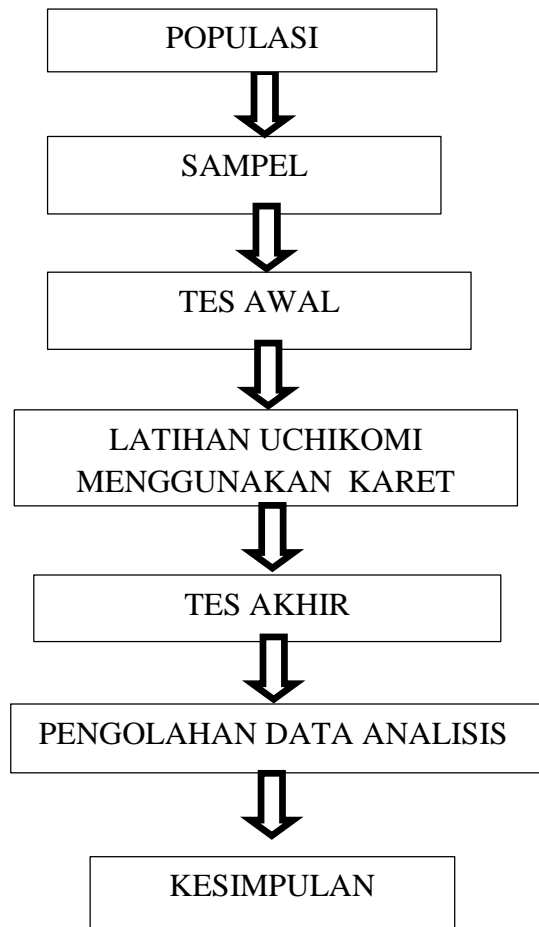 POPULASI
SAMPEL
TES AWAL
LATIHAN UCHIKOMI
MENGGUNAKAN KARET
TES AKHIR
PENGOLAHAN DATA ANALISIS
KESIMPULAN